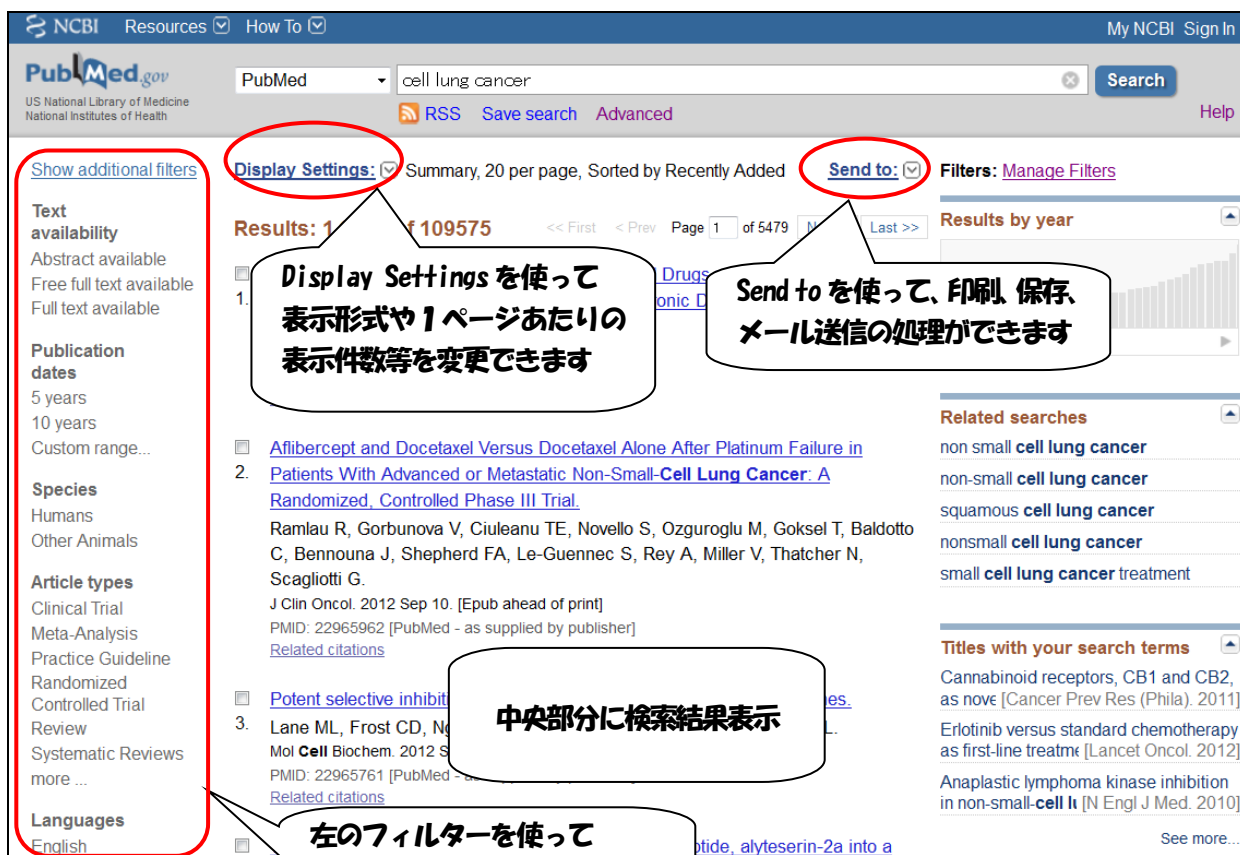 NCBI Resources How To My NCBI Sign In
PubMed.gov
US National Library of Medicine
National Institutes of Health
PubMed cell lung cancer Search
RSS Save search Advanced
Help
Show additional filters
Text
availability
Abstract available
Free full text available
Full text available
Publication
dates
5 years
10 years
Custom range...
Species
Humans
Other Animals
Article types
Clinical Trial
Meta-Analysis
Practice Guideline
Randomized
Controlled Trial
Review
Systematic Reviews
more ...
Languages
English
Display Settings: Summary, 20 per page, Sorted by Recently Added Send to:
Results: 1 of 109575 << First < Prev Page 1 of 5479 Last >>
Display Settings を使って
表示形式や1ページあたりの
表示件数等を変更できます
Send to を使って、印刷、保存、
メール送信の処理ができます
1. Drugs
2. Aflibercept and Docetaxel Versus Docetaxel Alone After Platinum Failure in
Patients With Advanced or Metastatic Non-Small-Cell Lung Cancer: A
Randomized, Controlled Phase III Trial.
Ramlau R, Gorbunova V, Ciuleanu TE, Novello S, Ozguroglu M, Goksel T, Baldotto
C, Bennouna J, Shepherd FA, Le-Guennec S, Rey A, Miller V, Thatcher N,
Scagliotti G.
J Clin Oncol. 2012 Sep 10. [Epub ahead of print]
PMID: 22965962 [PubMed - as supplied by publisher]
Related citations
3. Potent selective
Lane ML, Frost CD,
Mol Cell Biochem. 2012
PMID: 22965761 [PubMed -
Related citations
中央部分に検索結果表示
左のフィルターを使って
alyteserin-2a into a
Filters: Manage Filters
Results by year
Related searches
non small cell lung cancer
non-small cell lung cancer
squamous cell lung cancer
nonsmall cell lung cancer
small cell lung cancer treatment
Titles with your search terms
Cannabinoid receptors, CB1 and CB2,
as nove [Cancer Prev Res (Phila). 2011]
Erlotinib versus standard chemotherapy
as first-line treatme [Lancet Oncol. 2012]
Anaplastic lymphoma kinase inhibition
in non-small-cell lu [N Engl J Med. 2010]
See more...